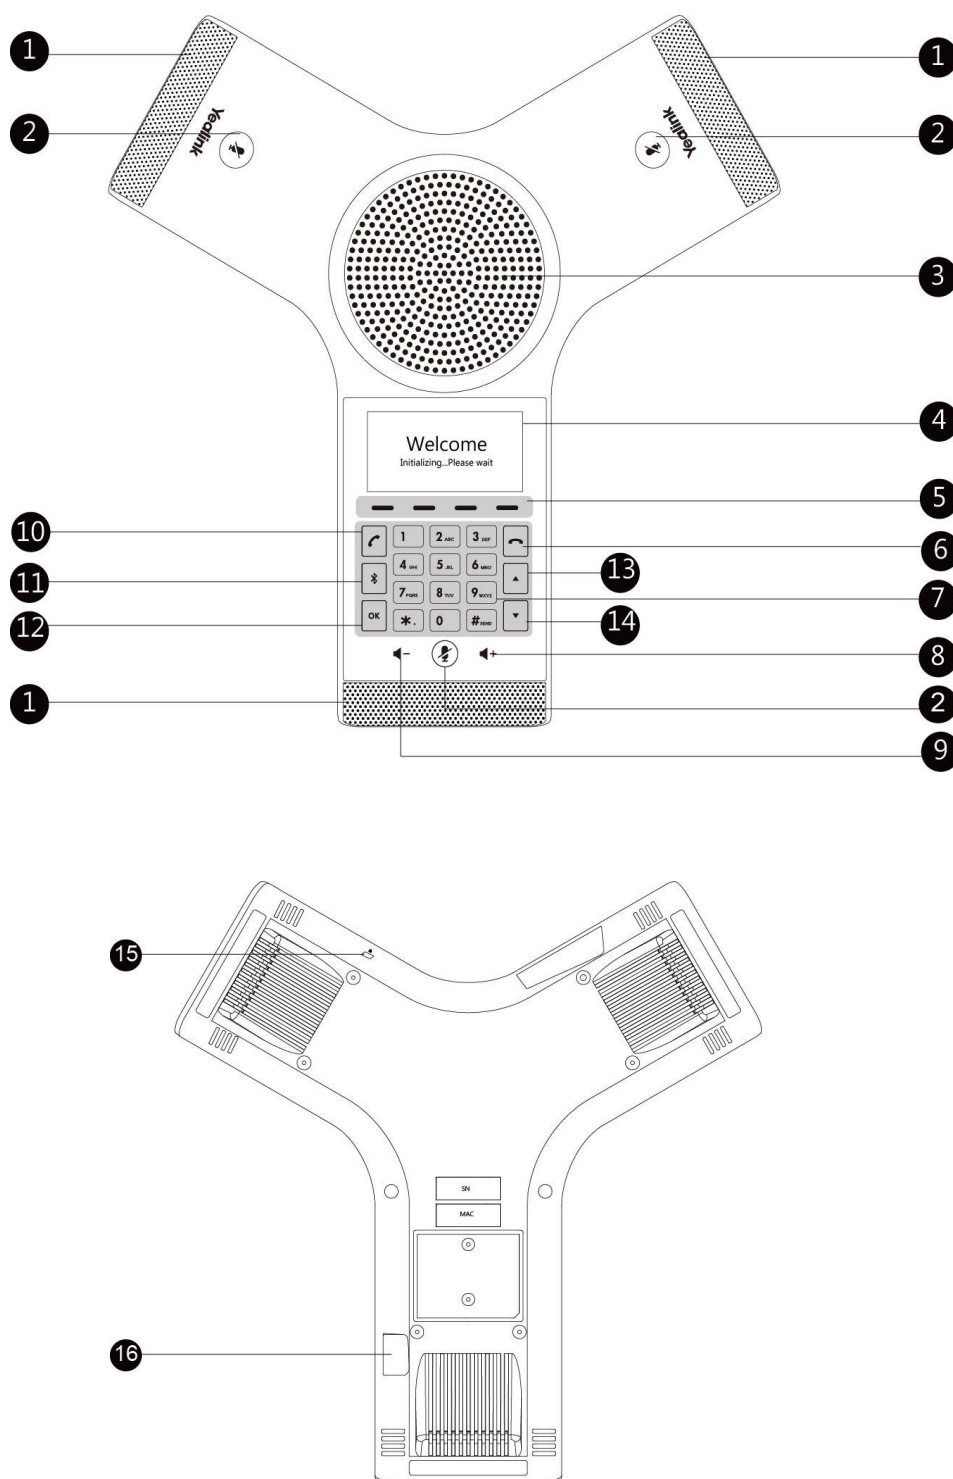 1
1
Yealink
Yealink
2
2
3
4
Welcome
Initializing...Please wait
5
10
1 2 ABC 3 DEF
6
4 GHI 5 JKL 6 MNO
13
11
7 PQRS 8 TUV 9 WXYZ
7
OK
*. 0 # SEND
14
12
- +
8
1
2
9
15
SN
MAC
16